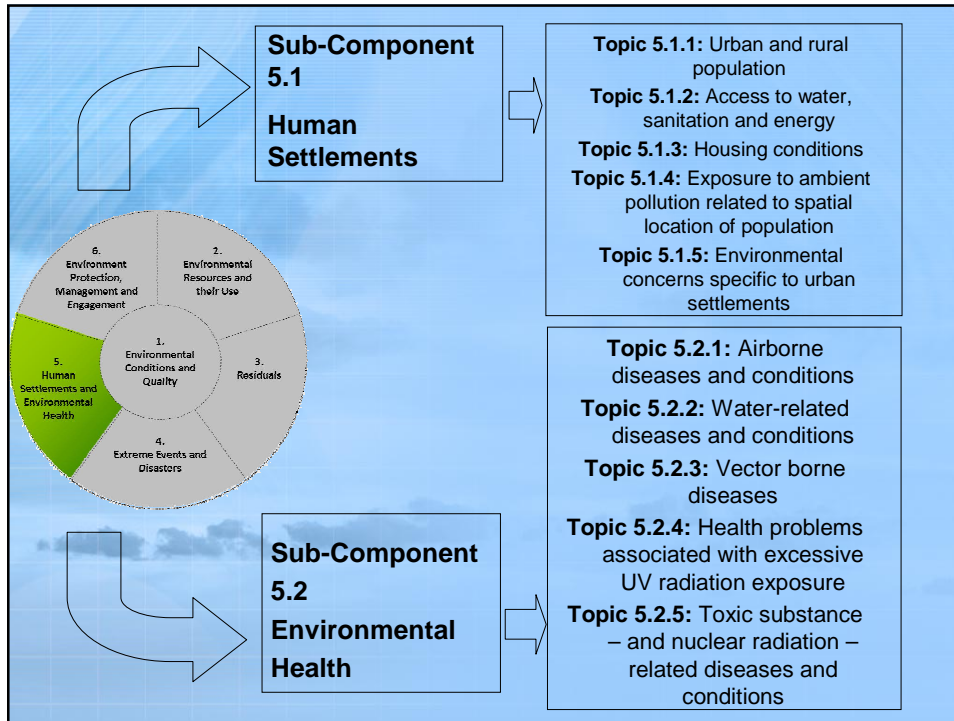 Sub-Component
5.1
Human
Settlements
Topic 5.1.1: Urban and rural
population
Topic 5.1.2: Access to water,
sanitation and energy
Topic 5.1.3: Housing conditions
Topic 5.1.4: Exposure to ambient
pollution related to spatial
location of population
Topic 5.1.5: Environmental
concerns specific to urban
settlements
6.
Environment
Protection,
Management and
Engagement
2.
Environmental
Resources and
their Use
1.
Environmental
Conditions and
Quality
3.
Residuals
5.
Human
Settlements and
Environmental
Health
4.
Extreme Events and
Disasters
Sub-Component
5.2
Environmental
Health
Topic 5.2.1: Airborne
diseases and conditions
Topic 5.2.2: Water-related
diseases and conditions
Topic 5.2.3: Vector borne
diseases
Topic 5.2.4: Health problems
associated with excessive
UV radiation exposure
Topic 5.2.5: Toxic substance
– and nuclear radiation –
related diseases and
conditions